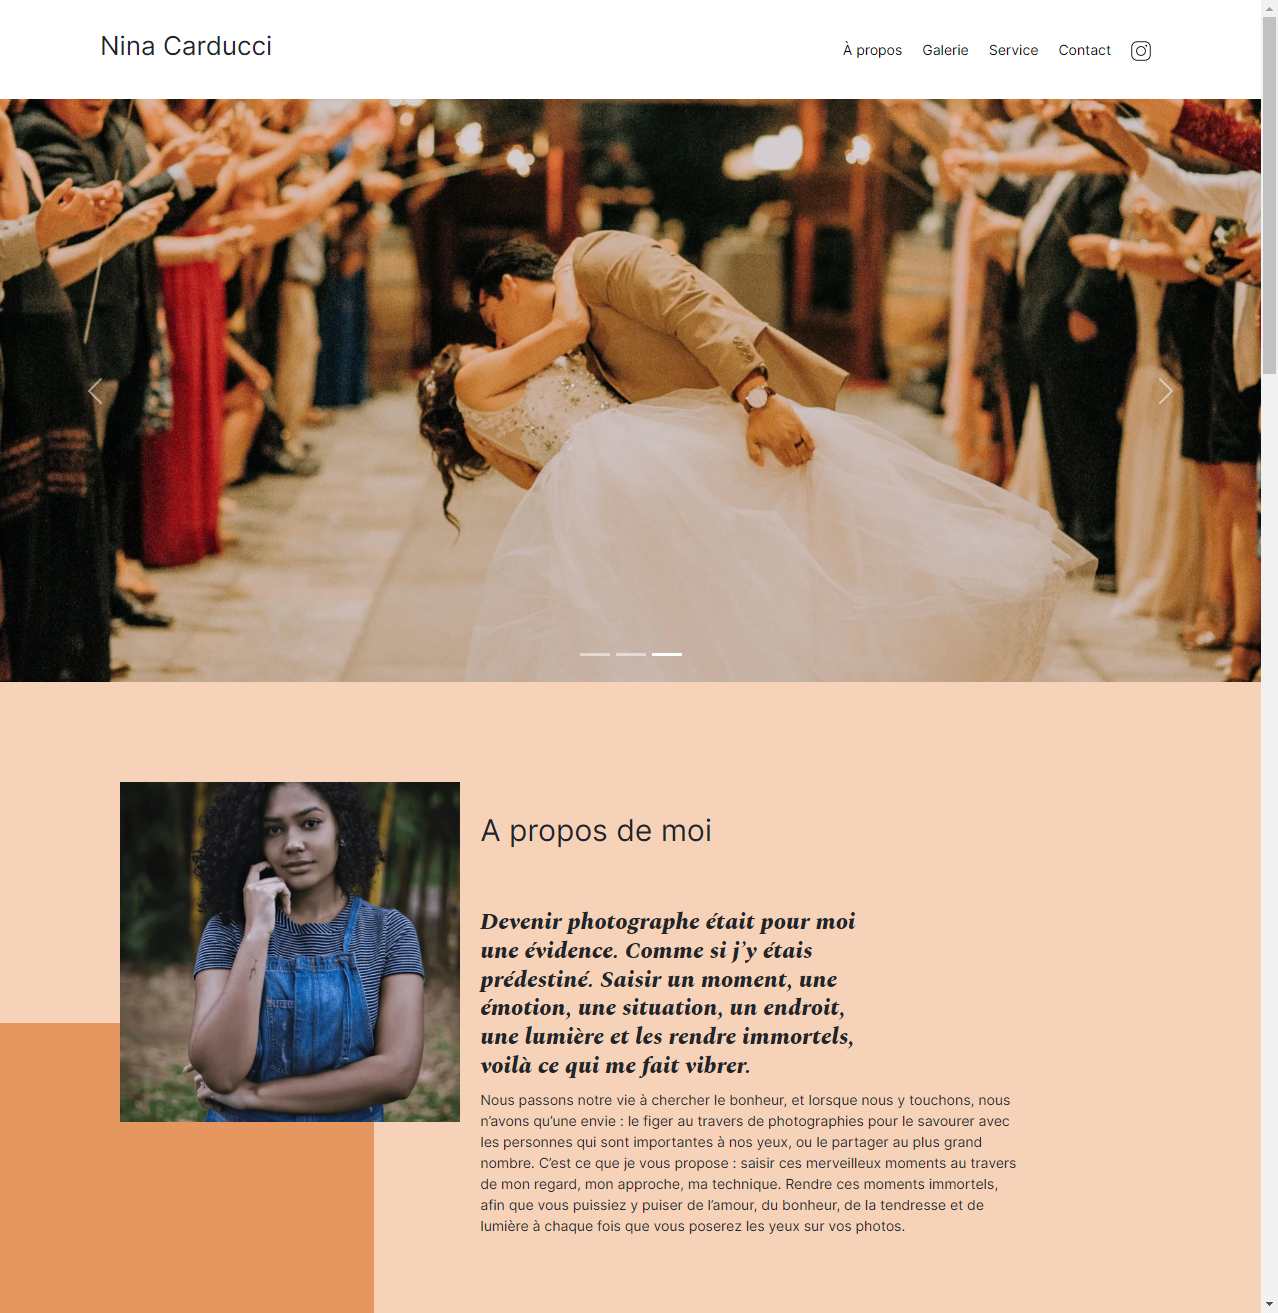 Nina Carducci
À propos Galerie Service Contact
A propos de moi
Devenir photographe était pour moi
une évidence. Comme si j’y étais
prédestiné. Saisir un moment, une
émotion, une situation, un endroit,
une lumière et les rendre immortels,
voilà ce qui me fait vibrer.
Nous passons notre vie à chercher le bonheur, et lorsque nous y touchons, nous
n’avons qu’une envie : le figer au travers de photographies pour le savourer avec
les personnes qui sont importantes à nos yeux, ou le partager au plus grand
nombre. C’est ce que je vous propose : saisir ces merveilleux moments au travers
de mon regard, mon approche, ma technique. Rendre ces moments immortels,
afin que vous puissiez y puiser de l’amour, du bonheur, de la tendresse et de
lumière à chaque fois que vous poserez les yeux sur vos photos.